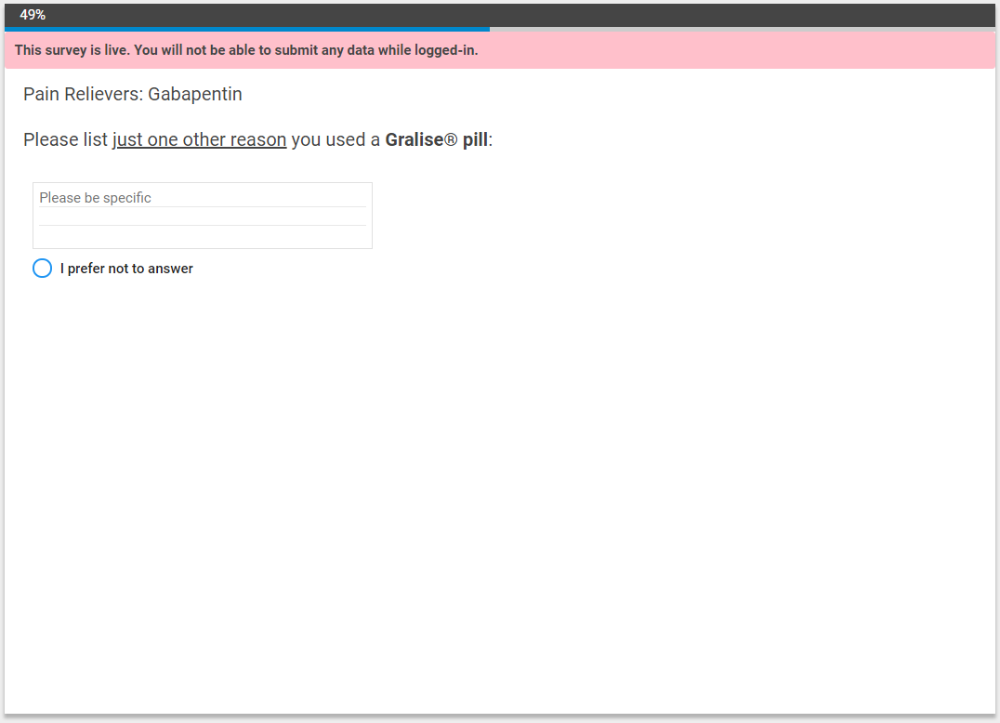 49%
This survey is live. You will not be able to submit any data while logged-in.
Pain Relievers: Gabapentin
Please list just one other reason you used a Gralise® pill:
Please be specific
I prefer not to answer